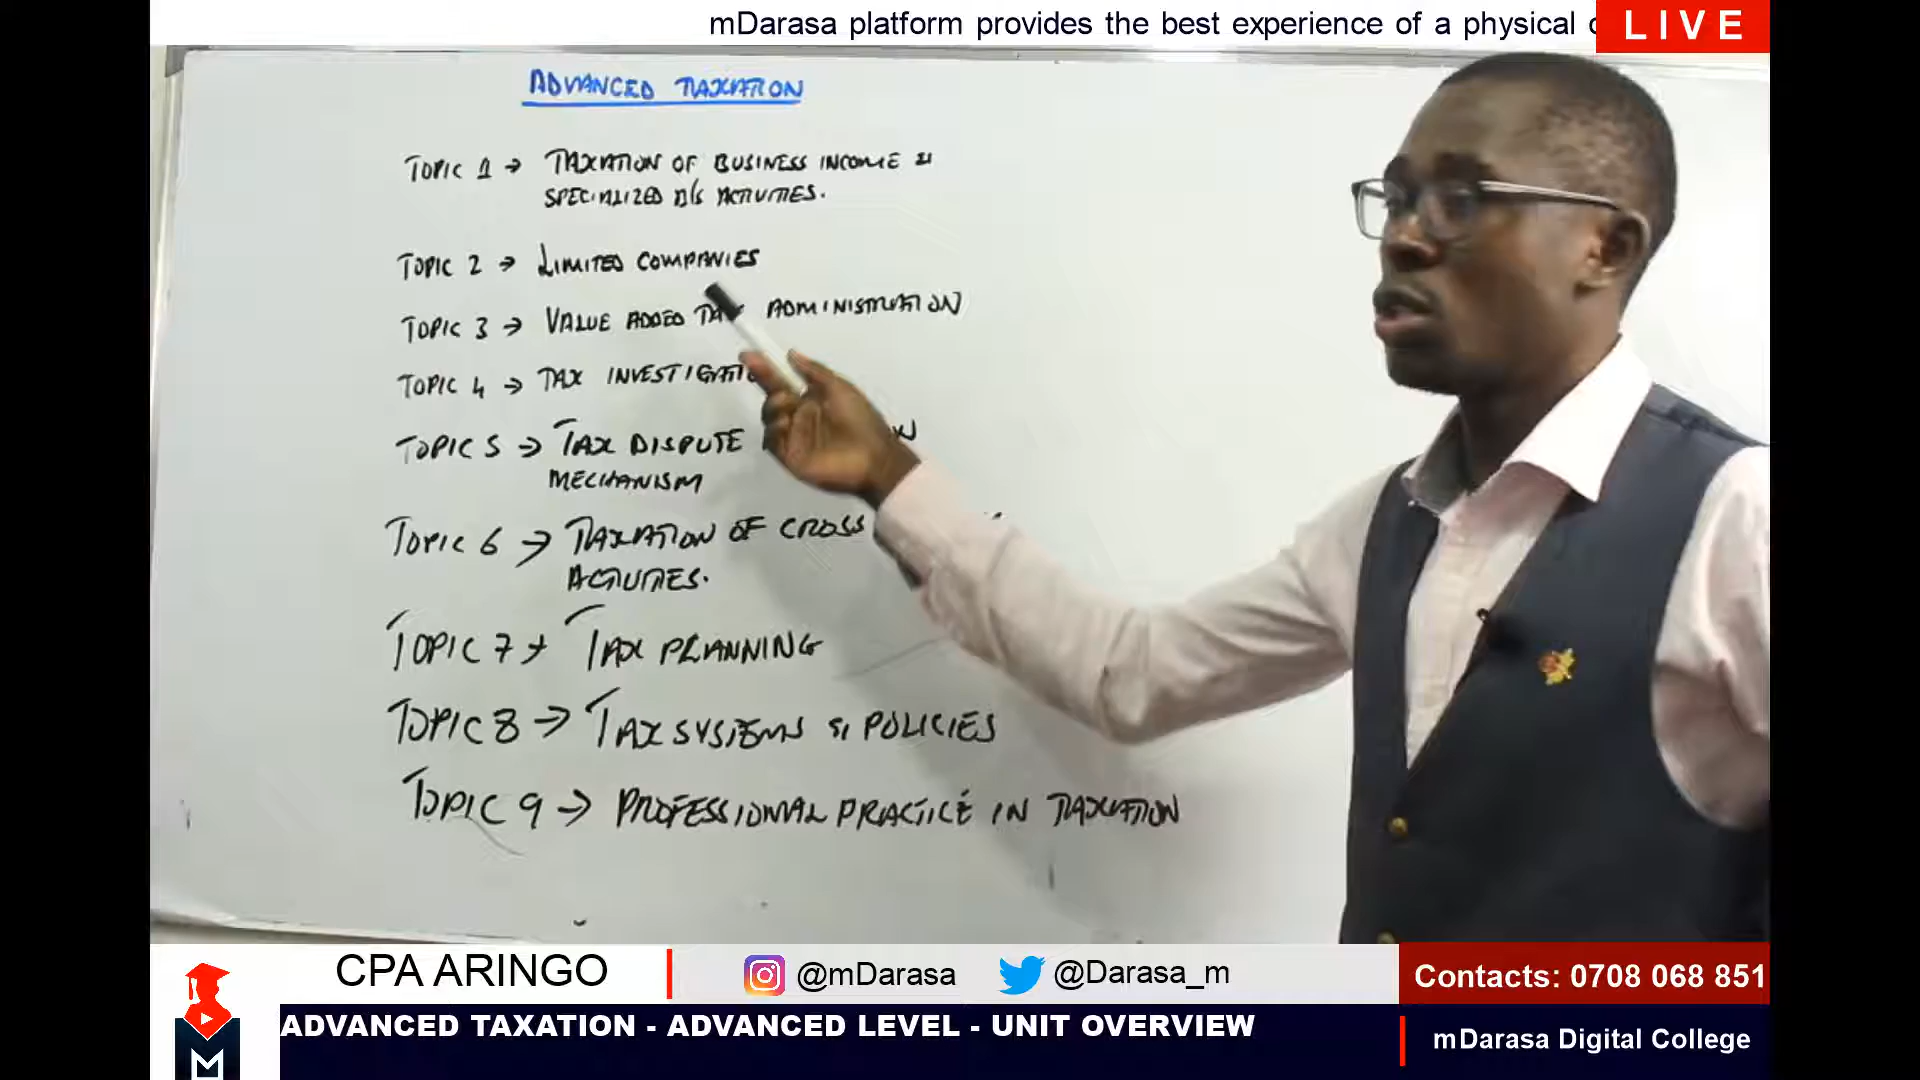 mDarasa platform provides the best experience of a physical
LIVE
ADVANCED TAXATION
TOPIC 1 → TAXATION OF BUSINESS INCOME &
SPECIALIZED B/S ACTIVITIES.
TOPIC 2 → LIMITED COMPANIES
TOPIC 3 → VALUE ADDED TAX ADMINISTRATION
TOPIC 4 → TAX
TOPIC 5 → TAX DISPUTE
MECHANISM
TOPIC 6 → TAXATION OF CROSS
ACTIVITIES.
TOPIC 7 → TAX PLANNING
TOPIC 8 → TAX SYSTEMS & POLICIES
TOPIC 9 → PROFESSIONAL PRACTICE IN TAXATION
CPA ARINGO
@mDarasa
@Darasa_m
Contacts: 0708 068 851
M
ADVANCED TAXATION - ADVANCED LEVEL - UNIT OVERVIEW
mDarasa Digital College